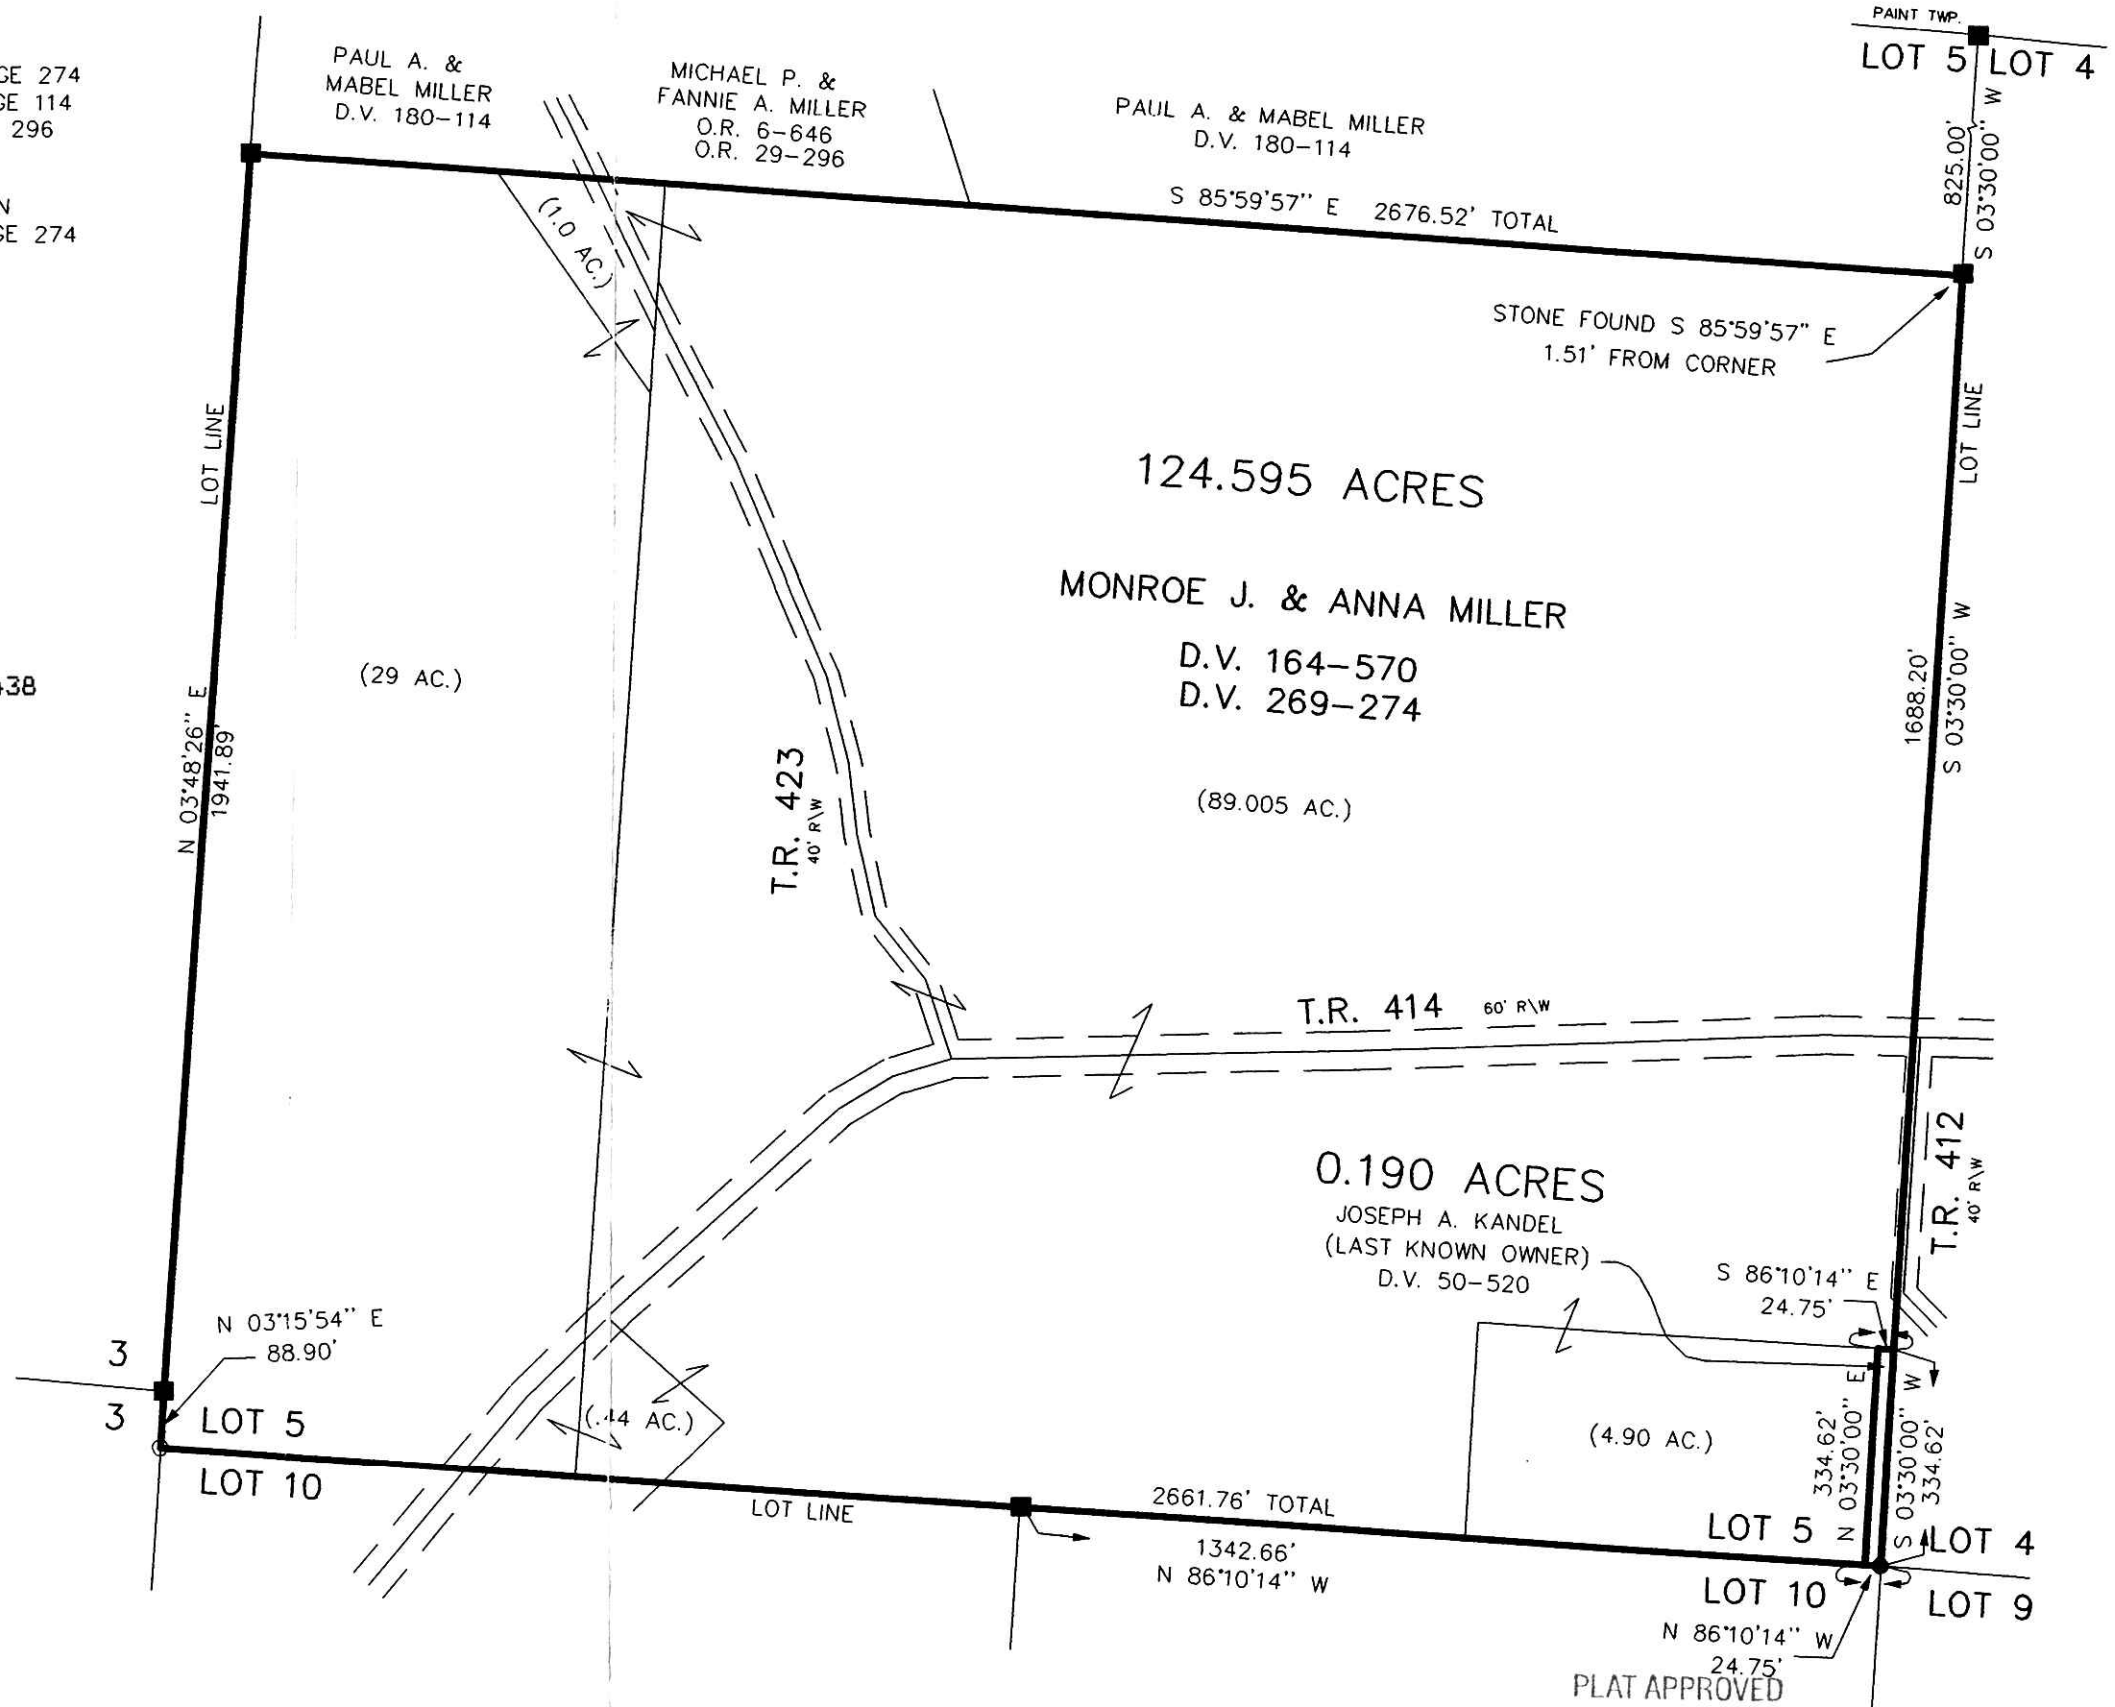 GE 274
GE 114
296
N
GE 274
438
PAUL A. &
MABEL MILLER
D.V. 180-114
MICHAEL P. &
FANNIE A. MILLER
O.R. 6-646
O.R. 29-296
PAUL A. & MABEL MILLER
D.V. 180-114
PAINT TWP.
LOT 5
LOT 4
825.00'
S 03°30'00" W
S 85°59'57" E 2676.52' TOTAL
(1.0 AC.)
STONE FOUND S 85°59'57" E
1.51' FROM CORNER
LOT LINE
LOT LINE
124.595 ACRES
MONROE J. & ANNA MILLER
D.V. 164-570
D.V. 269-274
(89.005 AC.)
(29 AC.)
N 03°48'26" E
1941.89'
1688.20'
S 03°30'00" W
T.R. 423
40' R\W
T.R. 414 60' R\W
T.R. 412
40' R\W
0.190 ACRES
JOSEPH A. KANDEL
(LAST KNOWN OWNER)
D.V. 50-520
S 86°10'14" E
24.75'
N 03°15'54" E
88.90'
3
3
LOT 5
LOT 10
(.44 AC.)
(4.90 AC.)
334.62'
N 03°30'00" E
S 03°30'00" W
334.62'
LOT LINE
2661.76' TOTAL
1342.66'
N 86°10'14" W
LOT 5
LOT 4
LOT 10
LOT 9
N 86°10'14" W
24.75'
PLAT APPROVED